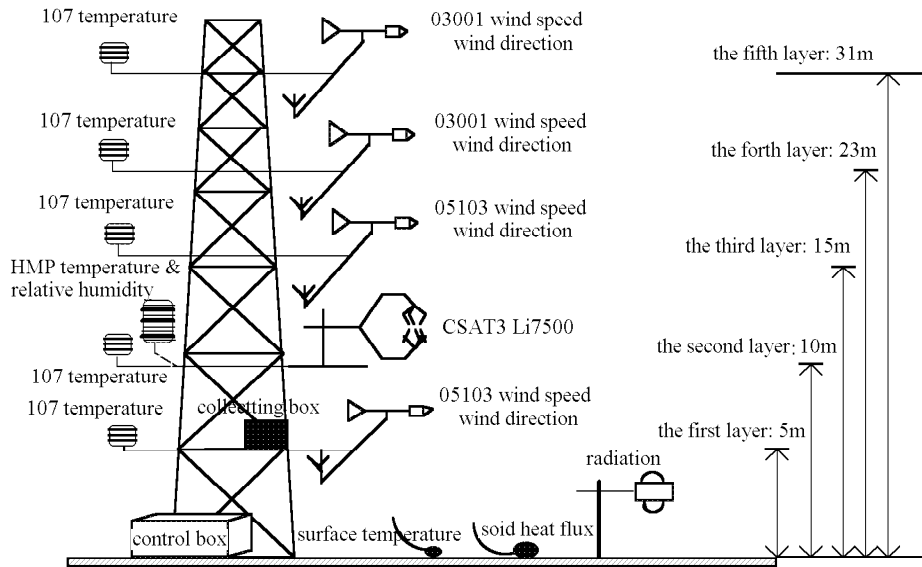 107 temperature
03001 wind speed
wind direction
the fifth layer: 31m
107 temperature
03001 wind speed
wind direction
the forth layer: 23m
107 temperature
05103 wind speed
wind direction
the third layer: 15m
HMP temperature &
relative humidity
CSAT3 Li7500
the second layer: 10m
107 temperature
107 temperature
collectting box
05103 wind speed
wind direction
the first layer: 5m
radiation
control box
surface temperature
soid heat flux